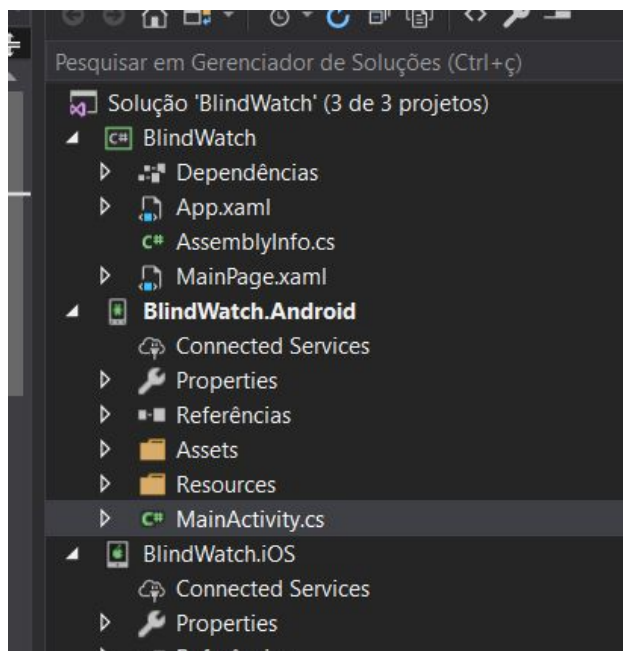 Pesquisar em Gerenciador de Soluções (Ctrl+ç)
Solução 'BlindWatch' (3 de 3 projetos)
C# BlindWatch
Dependências
App.xaml
C# AssemblyInfo.cs
MainPage.xaml
BlindWatch.Android
Connected Services
Properties
Referências
Assets
Resources
C# MainActivity.cs
BlindWatch.iOS
Connected Services
Properties